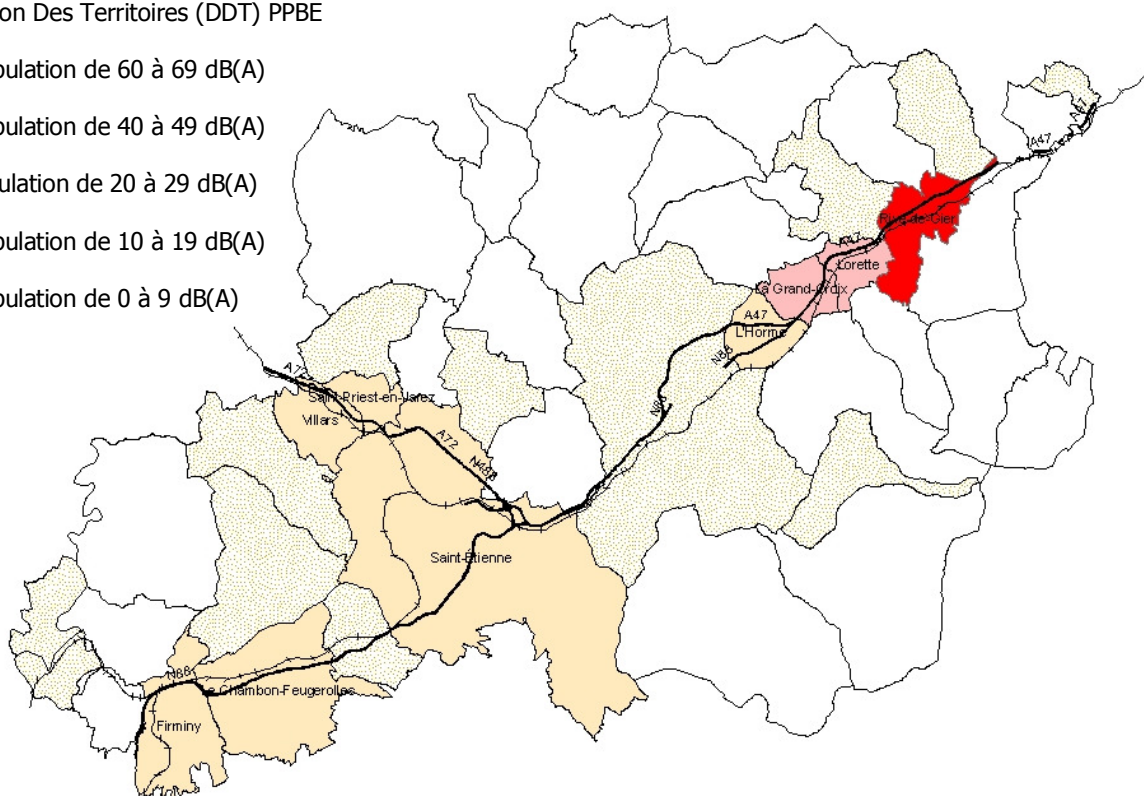 on Des Territoires (DDT) PPBE
pulation de 60 à 69 dB(A)
pulation de 40 à 49 dB(A)
ulation de 20 à 29 dB(A)
pulation de 10 à 19 dB(A)
pulation de 0 à 9 dB(A)
A47
A47
Rive-de-Gier
A47
Lorette
La Grand-Croix
A47
L'Horme
N88
A72
Saint-Priest-en-Jarez
Villars
N88
A72
N488
Saint-Étienne
N88
Chambon-Feugerolles
Firminy